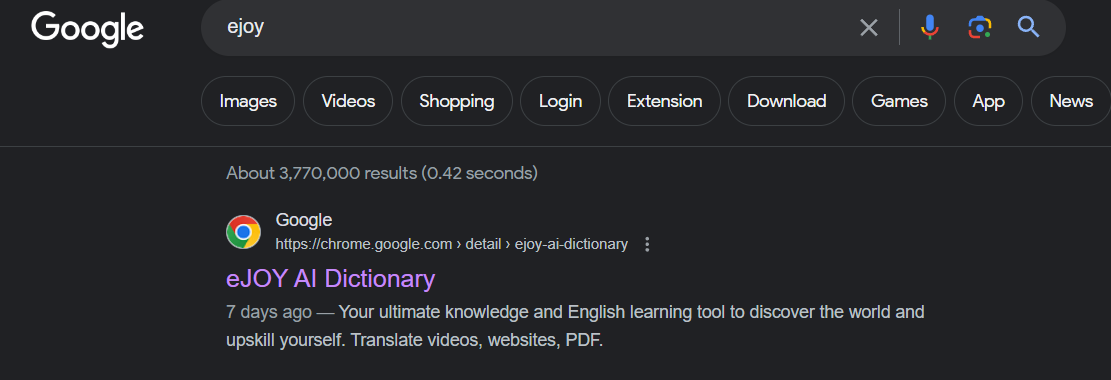 Google
ejoy
Images Videos Shopping Login Extension Download Games App News
About 3,770,000 results (0.42 seconds)
Google
https://chrome.google.com › detail › ejoy-ai-dictionary
eJOY AI Dictionary
7 days ago — Your ultimate knowledge and English learning tool to discover the world and
upskill yourself. Translate videos, websites, PDF.